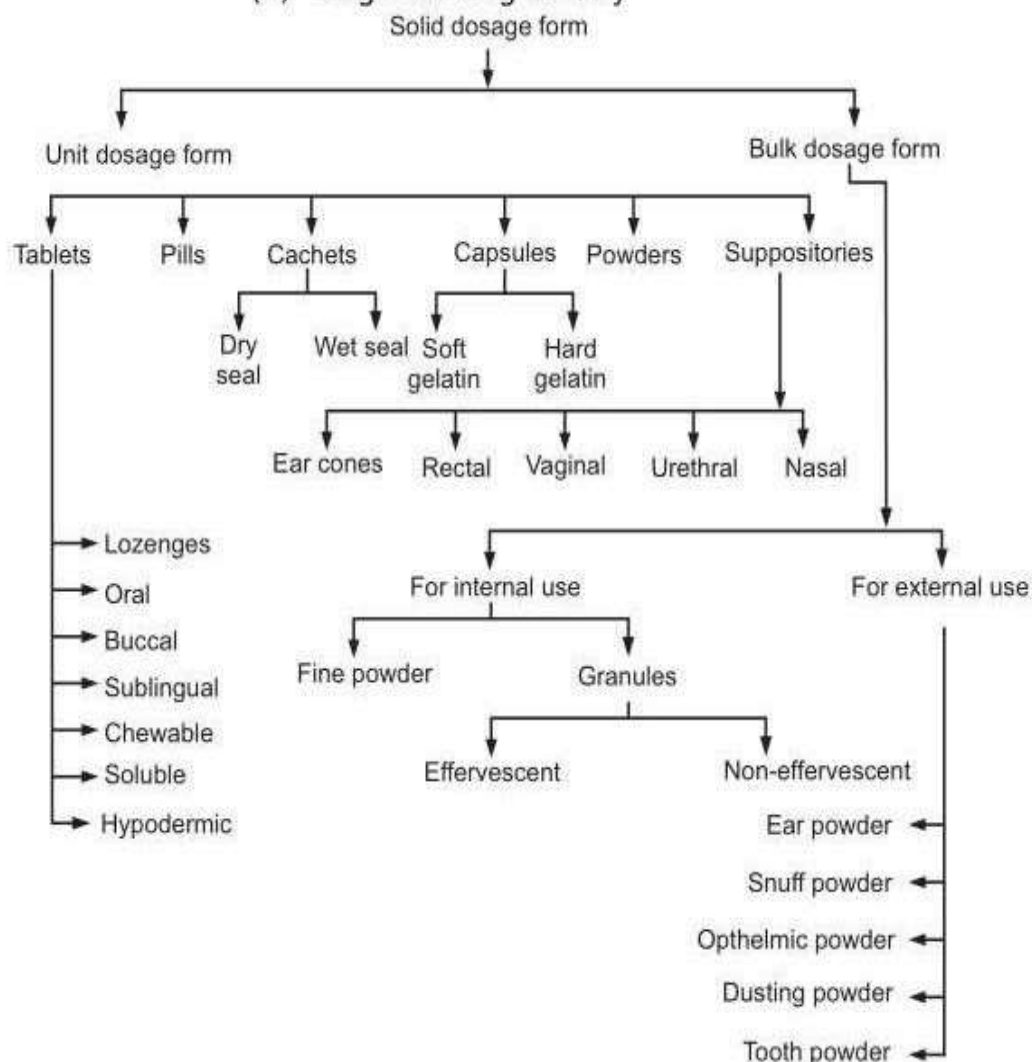 Solid dosage form
Unit dosage form
Bulk dosage form
Tablets
Pills
Cachets
Capsules
Powders
Suppositories
Dry
seal
Wet seal
Soft
gelatin
Hard
gelatin
Ear cones
Rectal
Vaginal
Urethral
Nasal
Lozenges
Oral
Buccal
Sublingual
Chewable
Soluble
Hypodermic
For internal use
For external use
Fine powder
Granules
Effervescent
Non-effervescent
Ear powder
Snuff powder
Opthelmic powder
Dusting powder
Tooth powder